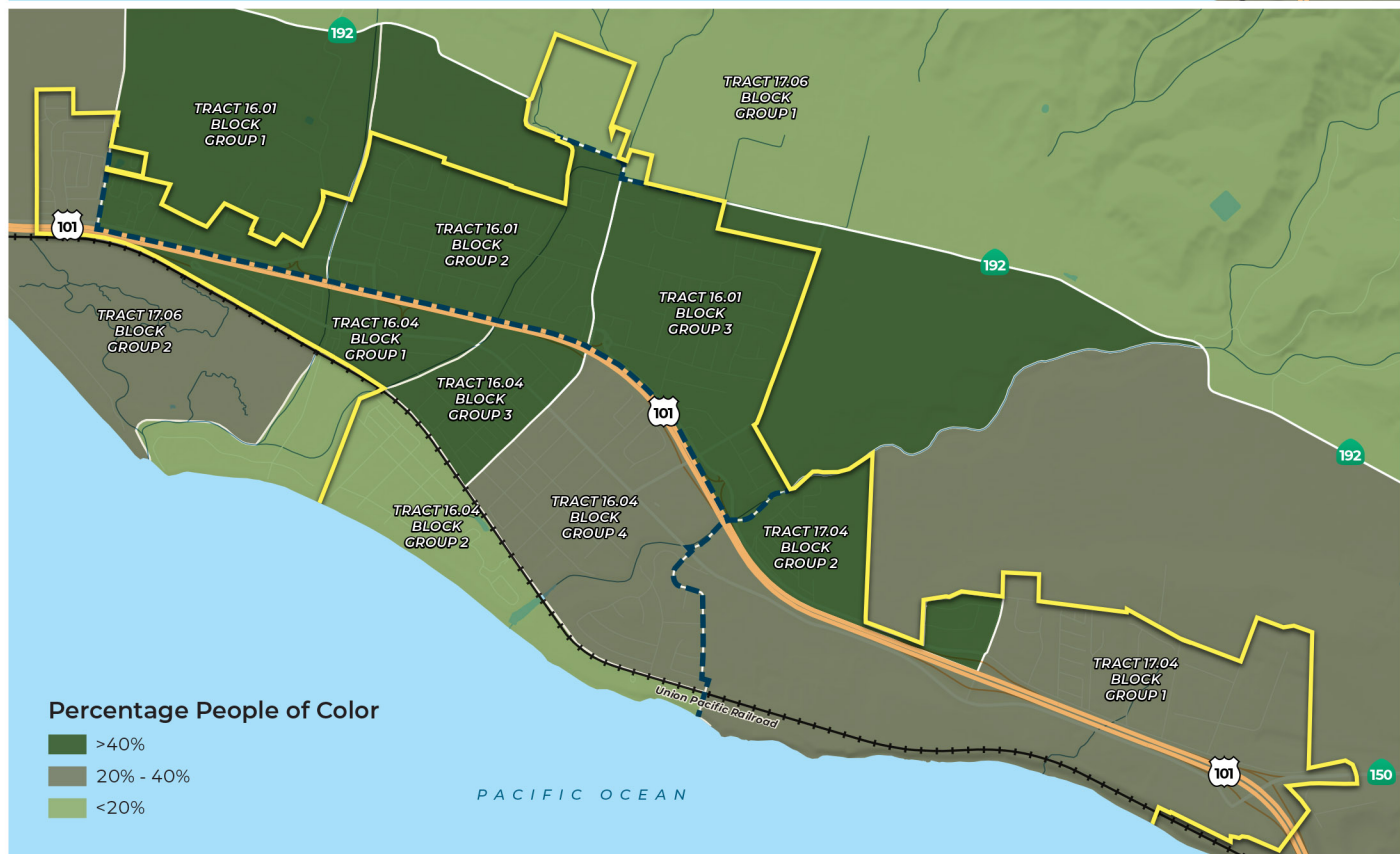 192
TRACT 17.06
BLOCK
GROUP 1
TRACT 16.01
BLOCK
GROUP 1
101
TRACT 16.01
BLOCK
GROUP 2
192
TRACT 16.01
BLOCK
GROUP 3
TRACT 17.06
BLOCK
GROUP 2
TRACT 16.04
BLOCK
GROUP 1
TRACT 16.04
BLOCK
GROUP 3
101
192
TRACT 16.04
BLOCK
GROUP 2
TRACT 16.04
BLOCK
GROUP 4
TRACT 17.04
BLOCK
GROUP 2
TRACT 17.04
BLOCK
GROUP 1
Union Pacific Railroad
101
150
Percentage People of Color
>40%
20% - 40%
<20%
PACIFIC OCEAN